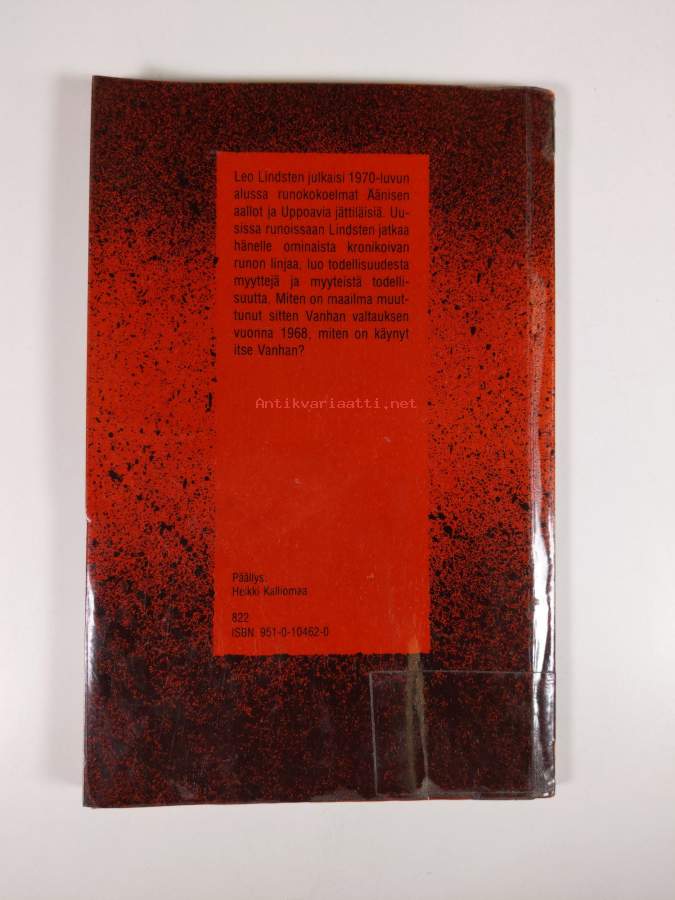 Leo Lindsten julkaisi 1970-luvun
alussa runokokoelmat Äänisen
aallot ja Uppoavia jättiläisiä. Uu-
sissa runoissaan Lindsten jatkaa
hänelle ominaista kronikoivan
runon linjaa, luo todellisuudesta
myyttejä ja myyteistä todelli-
suutta. Miten on maailma muut-
tunut sitten Vanhan valtauksen
vuonna 1968, miten on käynyt
itse Vanhan?
Antikvariaatti.net
Päällys:
Heikki Kalliomaa
822
ISBN 951-0-10462-0